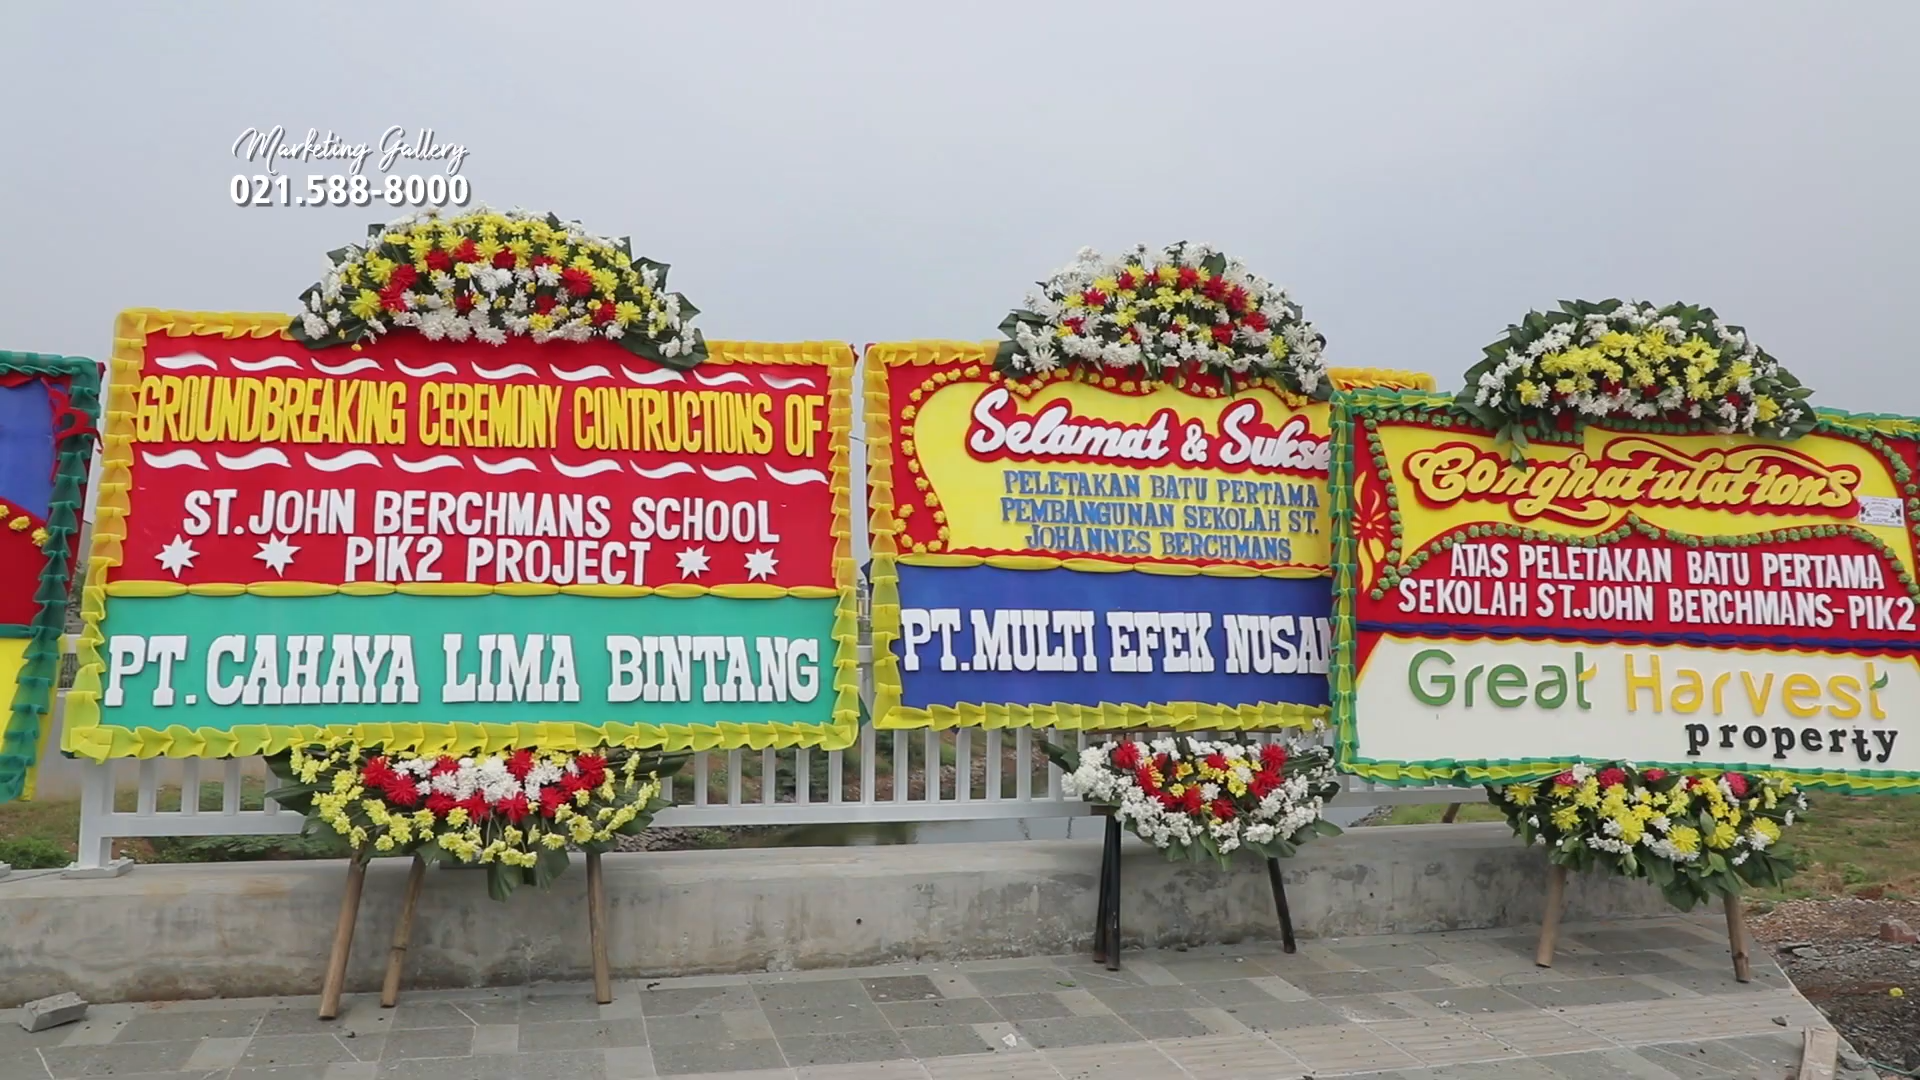 Marketing Gallery
021.588-8000
GROUNDBREAKING CEREMONY CONTRUCTIONS OF
ST. JOHN BERCHMANS SCHOOL
PIK2 PROJECT
PT. CAHAYA LIMA BINTANG
Selamat & Sukse
PELETAKAN BATU PERTAMA
PEMBANGUNAN SEKOLAH ST.
JOHANNES BERCHMANS
PT. MULTI EFEK NUSAN
Congratulations
ATAS PELETAKAN BATU PERTAMA
SEKOLAH ST. JOHN BERCHMANS-PIK2
Great Harvest
property